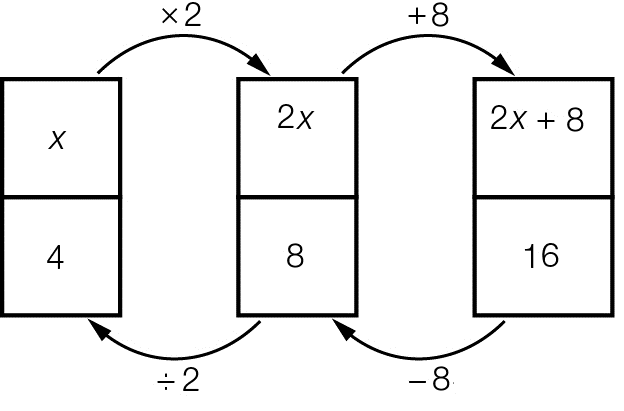 ×2 +8
x 2x 2x + 8
4 8 16
÷2 −8